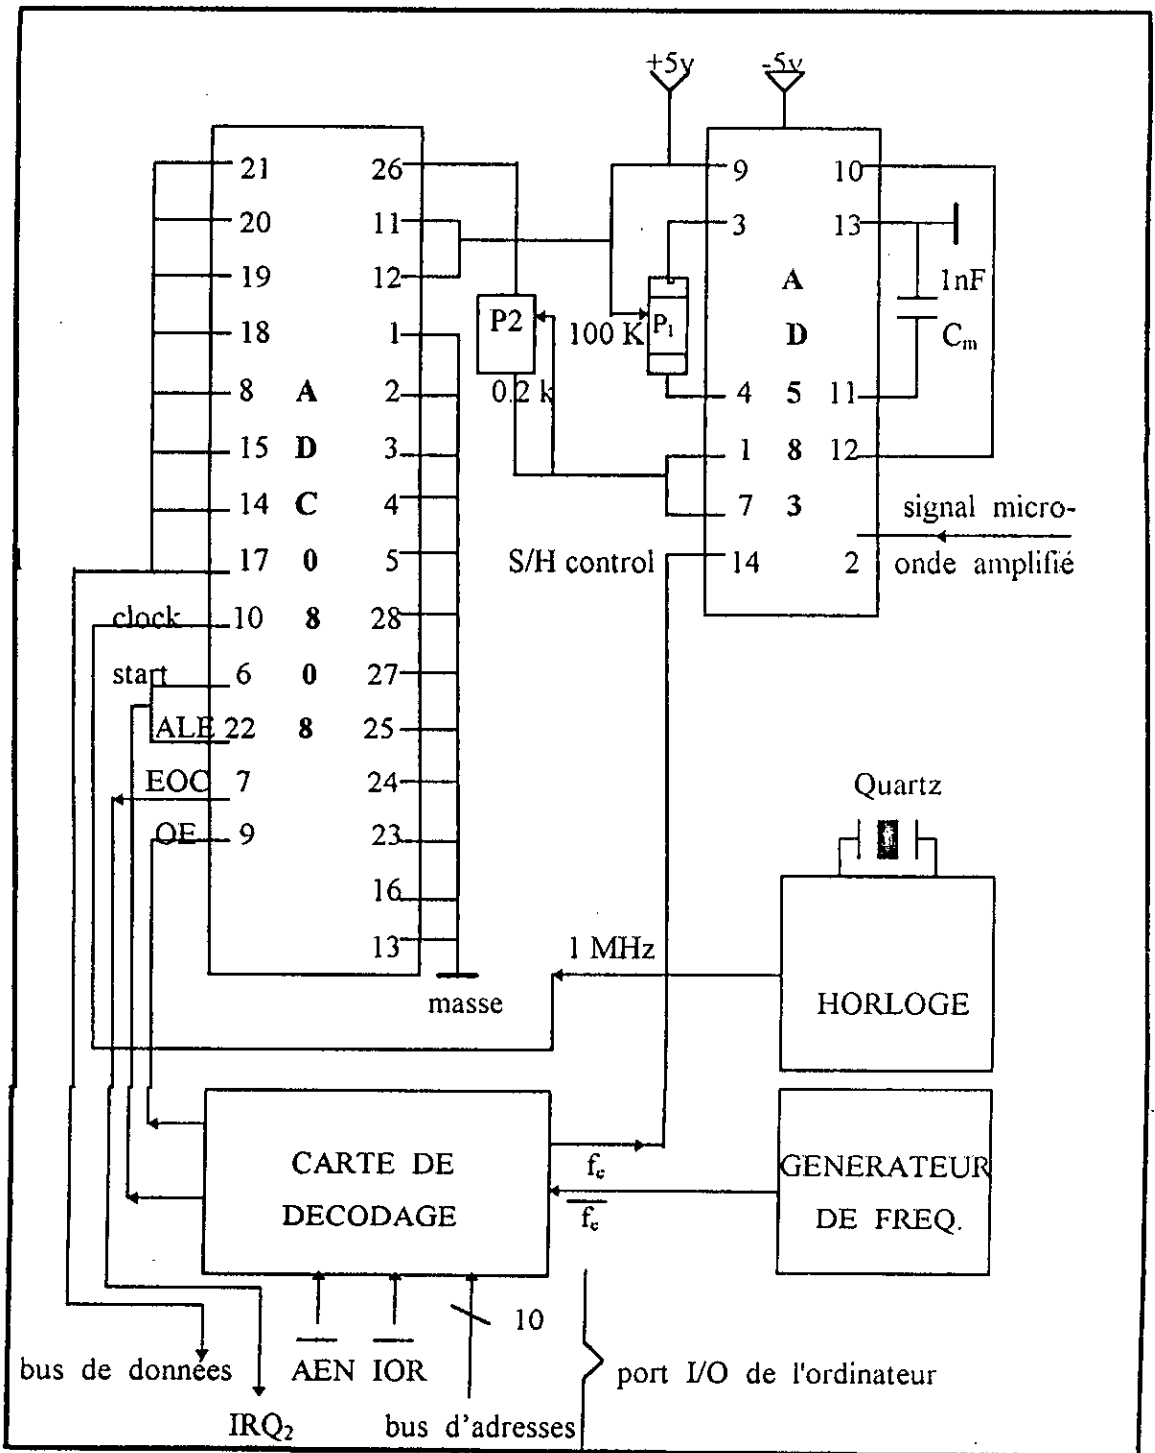 +5v -5v
21 26 9 10
20 11 3 13
19 12 A 1nF
18 1 P2 100 K P₁ D Cₘ
8 A 2 0.2 k 4 5 11
15 D 3 1 8 12
14 C 4 7 3 signal micro-
17 0 5 S/H control 14 2 onde amplifié
clock 10 8 28
start 6 0 27
ALE 22 8 25
EOC 7 24 Quartz
OE 9 23
16
13 1 MHz
masse HORLOGE
CARTE DE fₑ GENERATEUR
DECODAGE f̅ₑ DE FREQ.
10
bus de données A̅E̅N̅ I̅O̅R̅ port I/O de l'ordinateur
IRQ₂ bus d'adresses